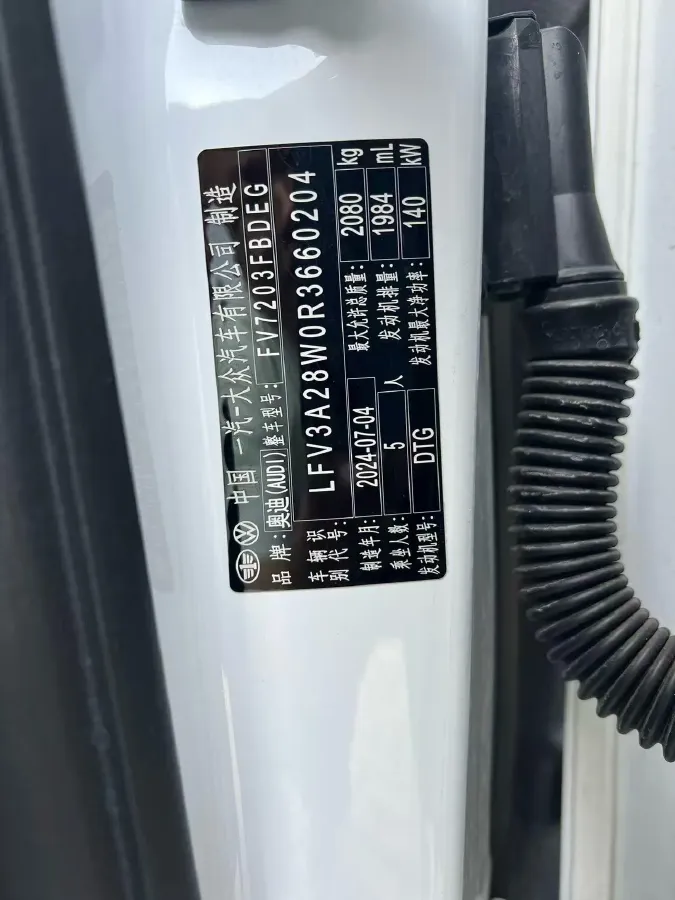 中国 一汽-大众汽车有限公司 制造
品牌: 奥迪(AUDI) 整车型号: FV7203FBDEG
车辆识别代号: LFV3A28W0R3660204
制造年月: 2024-07-04 最大允许总质量: 2080 kg
乘坐人数: 5 人 发动机排量: 1984 mL
发动机型号: DTG 发动机最大净功率: 140 kW